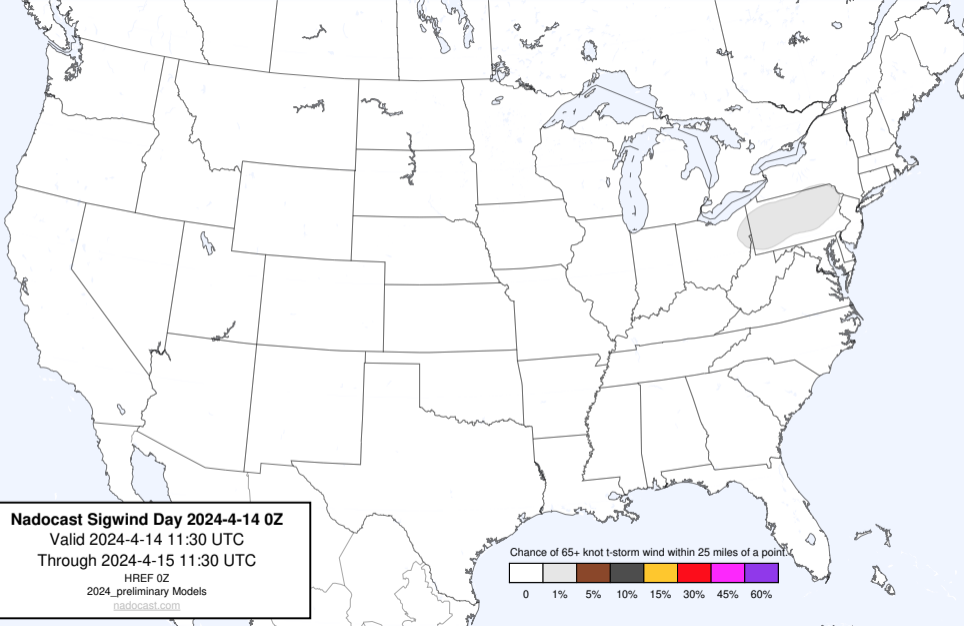 Nadocast Sigwind Day 2024-4-14 0Z
Valid 2024-4-14 11:30 UTC
Through 2024-4-15 11:30 UTC
HREF 0Z
2024_preliminary Models
nadocast.com
Chance of 65+ knot t-storm wind within 25 miles of a point.
0 1% 5% 10% 15% 30% 45% 60%